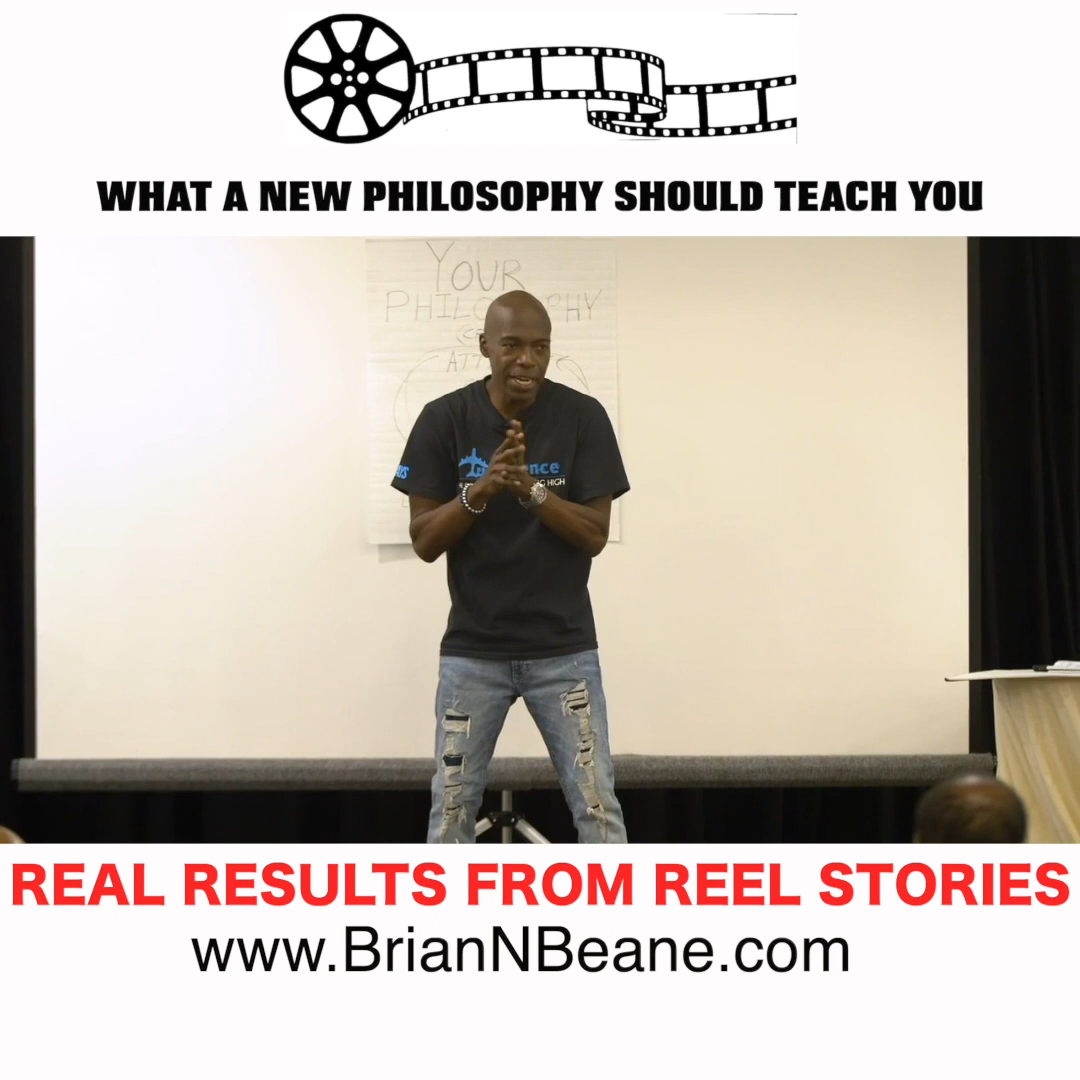 WHAT A NEW PHILOSOPHY SHOULD TEACH YOU
YOUR
REAL RESULTS FROM REEL STORIES
www.BrianNBeane.com